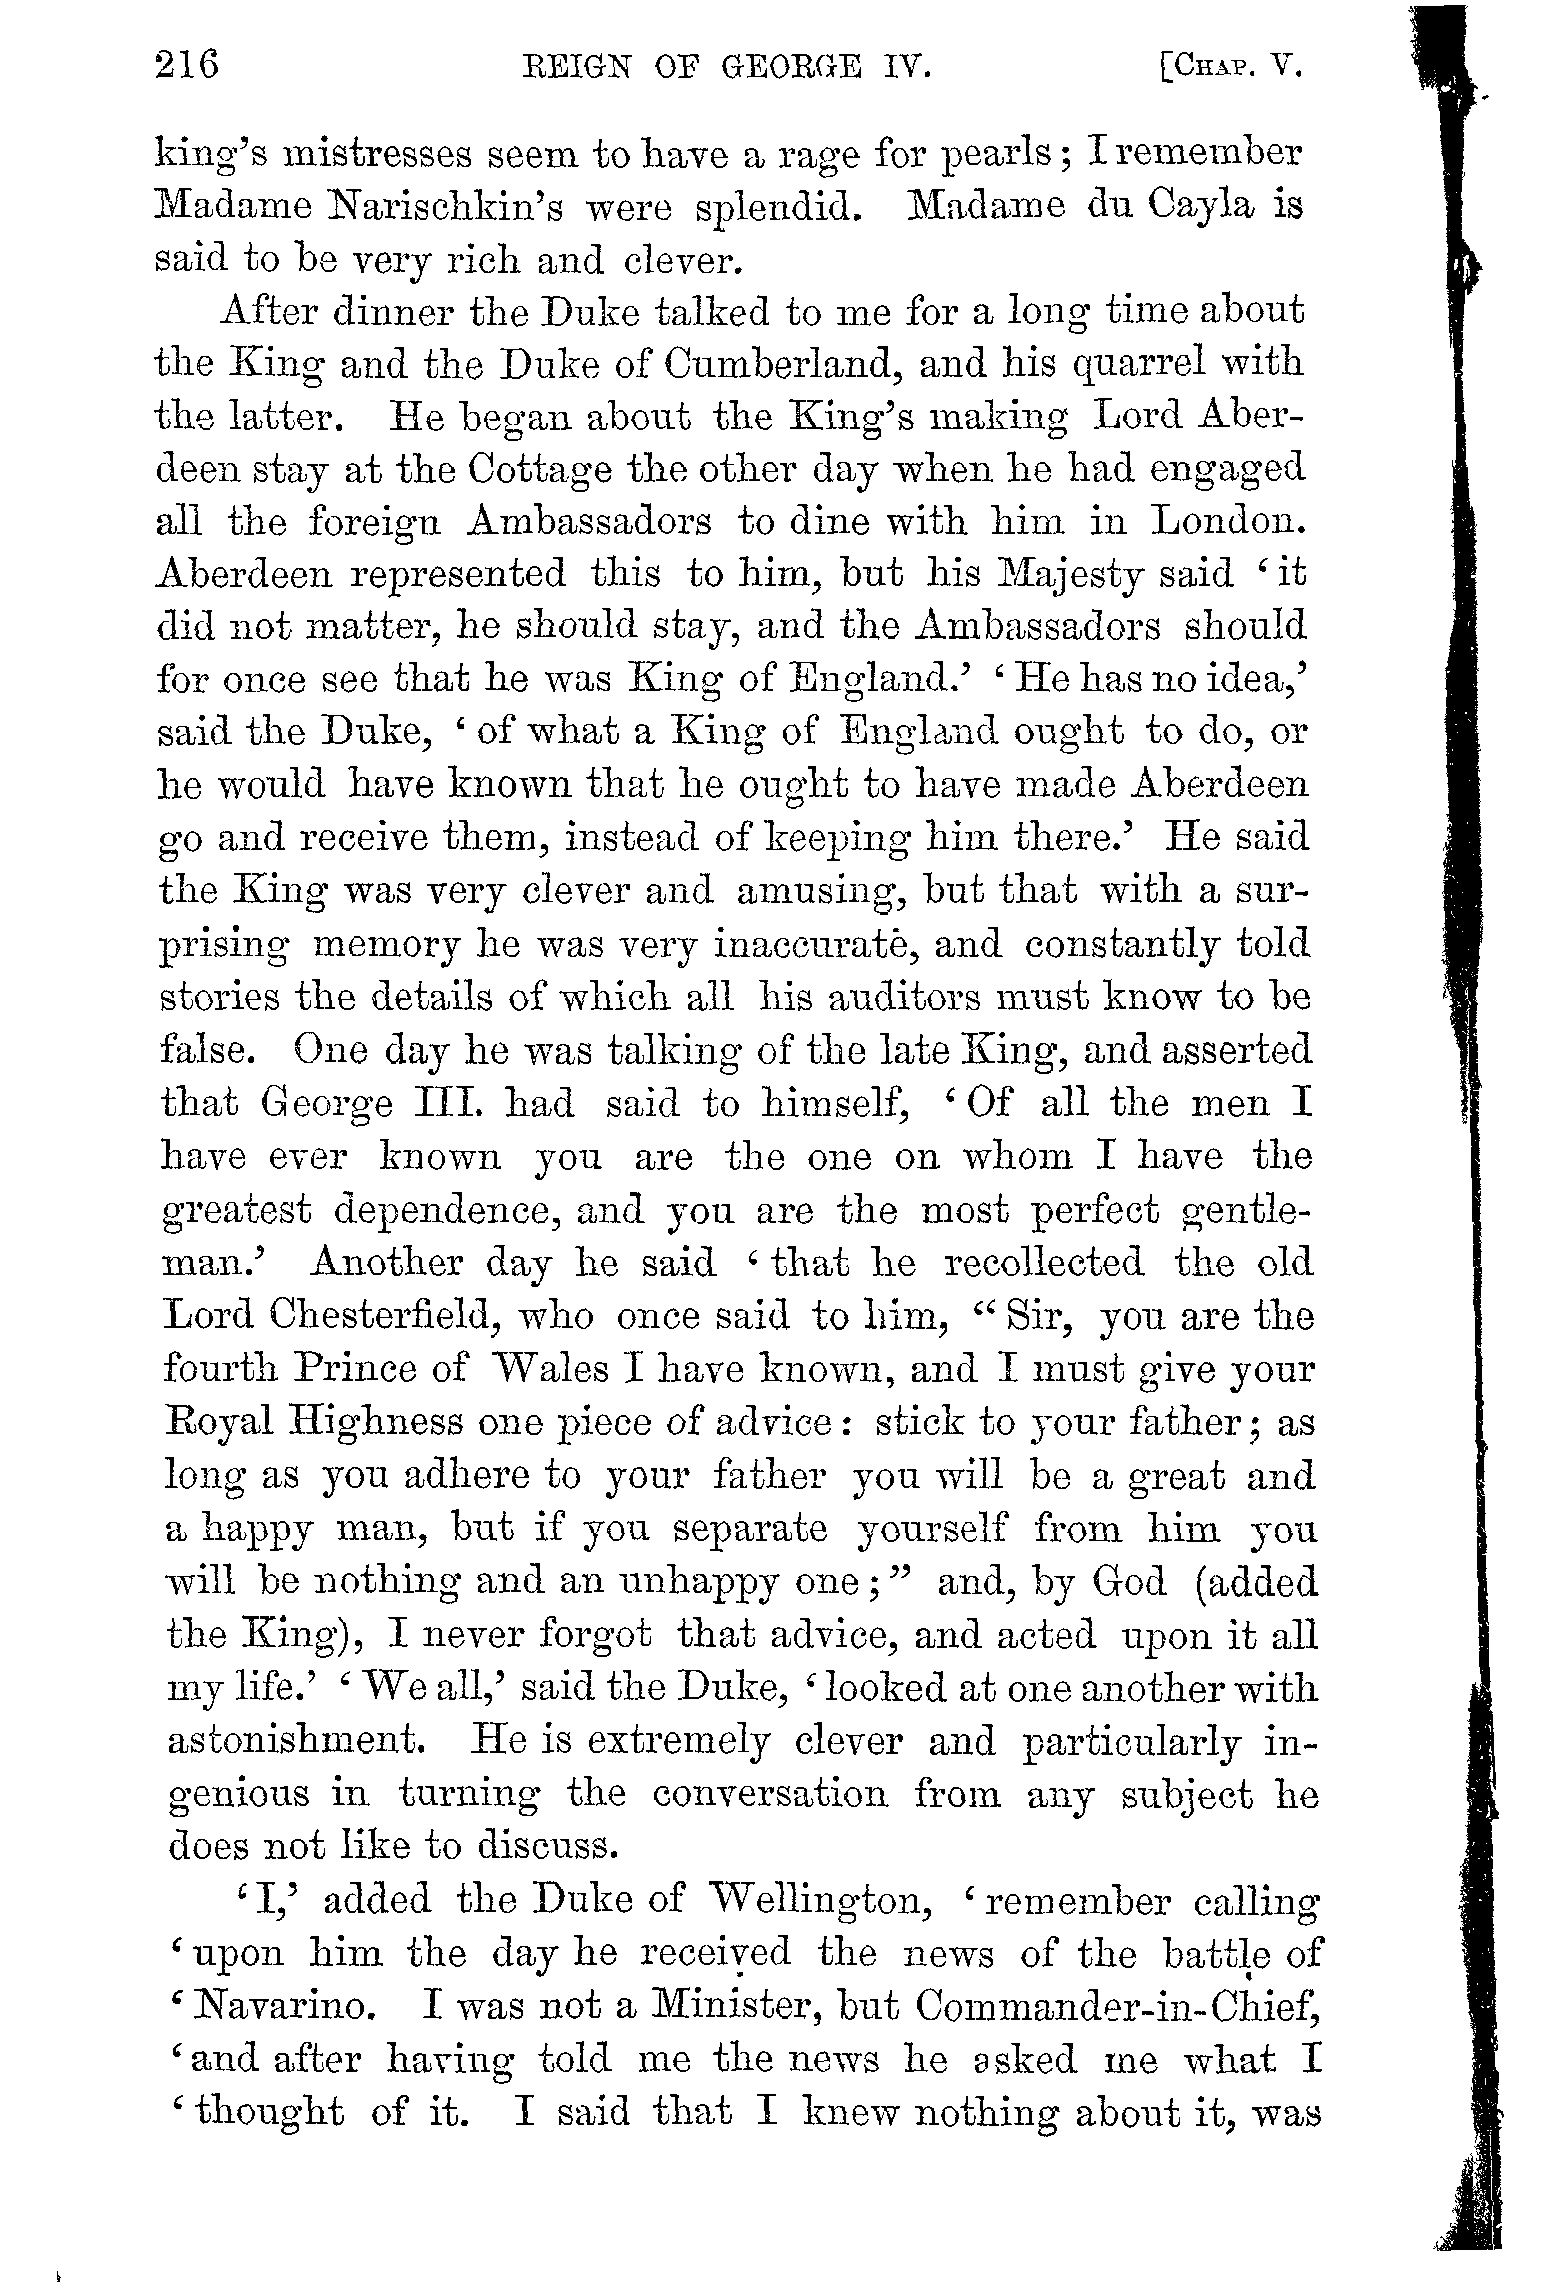 216 REIGN OF GEORGE IV. [CHAP. V.
king's mistresses seem to have a rage for pearls; I remember
Madame Narischkin's were splendid. Madame du Cayla is
said to be very rich and clever.
After dinner the Duke talked to me for a long time about
the King and the Duke of Cumberland, and his quarrel with
the latter. He began about the King's making Lord Aber-
deen stay at the Cottage the other day when he had engaged
all the foreign Ambassadors to dine with him in London.
Aberdeen represented this to him, but his Majesty said ‘it
did not matter, he should stay, and the Ambassadors should
for once see that he was King of England.’ ‘He has no idea,’
said the Duke, ‘of what a King of England ought to do, or
he would have known that he ought to have made Aberdeen
go and receive them, instead of keeping him there.’ He said
the King was very clever and amusing, but that with a sur-
prising memory he was very inaccurate, and constantly told
stories the details of which all his auditors must know to be
false. One day he was talking of the late King, and asserted
that George III. had said to himself, ‘Of all the men I
have ever known you are the one on whom I have the
greatest dependence, and you are the most perfect gentle-
man.’ Another day he said ‘that he recollected the old
Lord Chesterfield, who once said to him, “Sir, you are the
fourth Prince of Wales I have known, and I must give your
Royal Highness one piece of advice: stick to your father; as
long as you adhere to your father you will be a great and
a happy man, but if you separate yourself from him you
will be nothing and an unhappy one;” and, by God (added
the King), I never forgot that advice, and acted upon it all
my life.’ ‘We all,’ said the Duke, ‘looked at one another with
astonishment. He is extremely clever and particularly in-
genious in turning the conversation from any subject he
does not like to discuss.
‘I,’ added the Duke of Wellington, ‘remember calling
‘upon him the day he received the news of the battle of
‘Navarino. I was not a Minister, but Commander-in-Chief,
‘and after having told me the news he asked me what I
‘thought of it. I said that I knew nothing about it, was